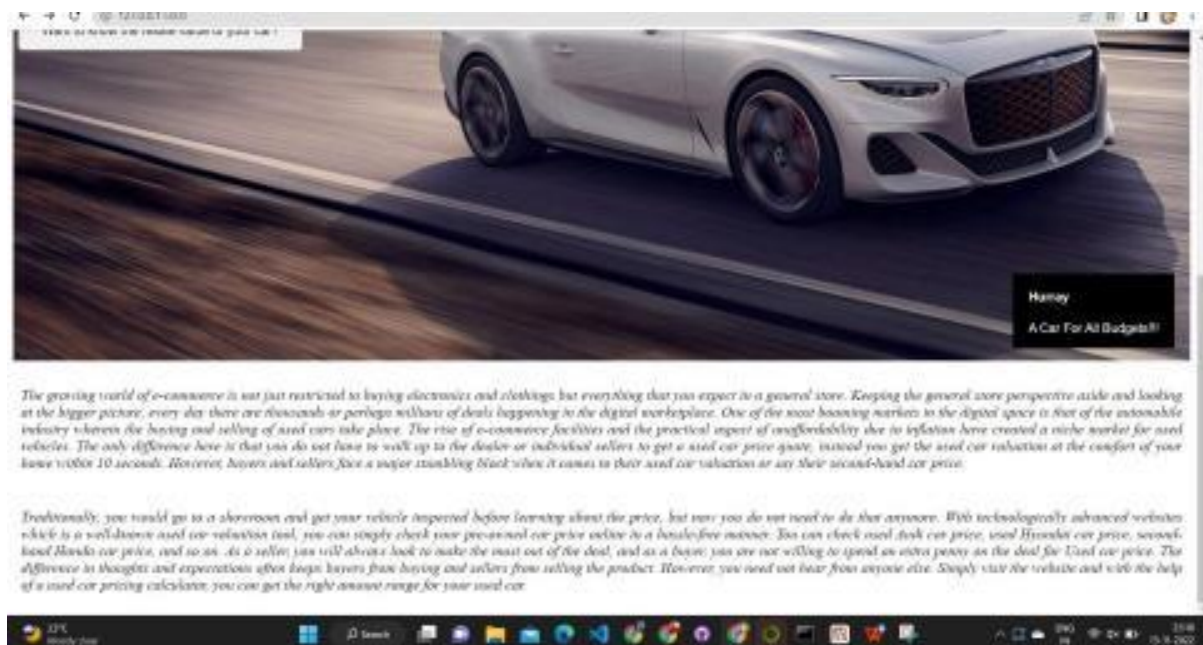 Want to know the resale value of your car?
Hurray
A Car For All Budgets!!!
The growing world of e-commerce is not just restricted to buying electronics and clothings but everything that you expect in a general store. Keeping the general store perspective aside and looking
at the bigger picture, every day there are thousands or perhaps millions of deals happening in the digital marketplace. One of the most booming markets in the digital space is that of the automobile
industry wherein the buying and selling of used cars take place. The rise of e-commerce facilities and the practical aspect of unaffordability due to inflation have created a niche market for used
vehicles. The only difference here is that you do not have to walk up to the dealer or individual sellers to get a used car price quote, instead you get the used car valuation at the comfort of your
home within 10 seconds. However, buyers and sellers face a major stumbling block when it comes to their used car valuation or say their second-hand car price.
Traditionally, you would go to a showroom and get your vehicle inspected before learning about the price, but now you do not need to do that anymore. With technologically advanced websites
which is a well-known used car valuation tool, you can simply check your pre-owned car price online in a hassle-free manner. You can check used Audi car price, used Hyundai car price, second-
hand Honda car price, and so on. As a seller, you will always look to make the most out of the deal, and as a buyer, you are not willing to spend an extra penny on the deal for Used car price. The
difference in thoughts and expectations often keeps buyers from buying and sellers from selling the product. However, you need not hear from anyone else. Simply visit the website and with the help
of a used car pricing calculator, you can get the right amount range for your used car.
Search
ENG